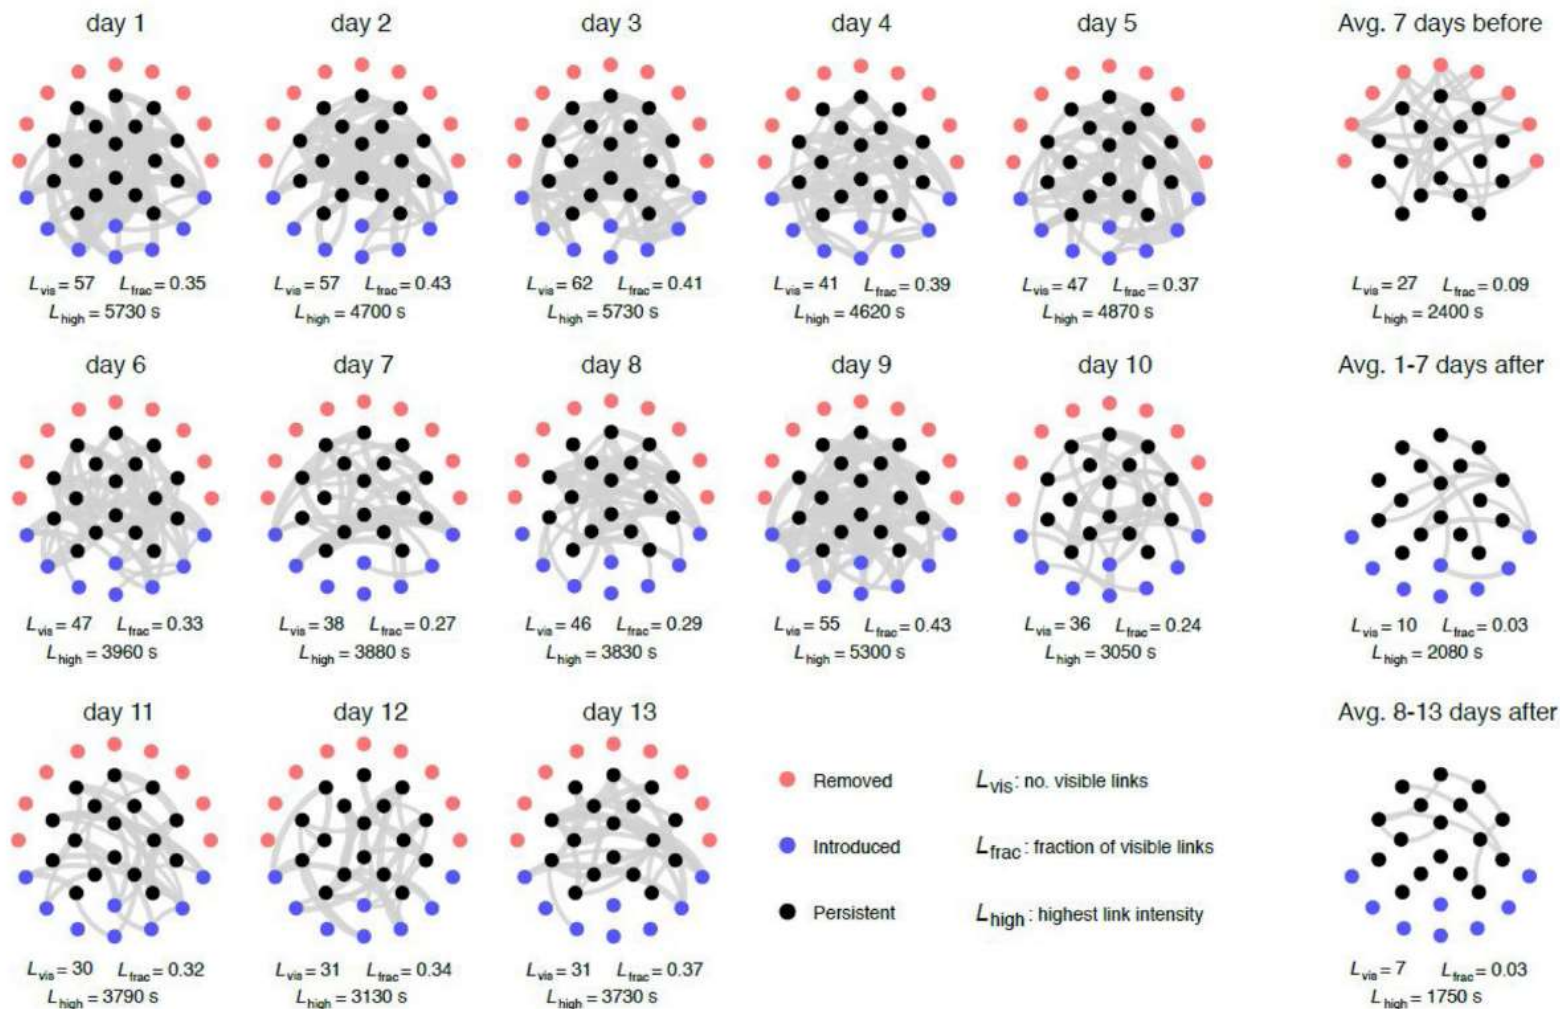 day 1 day 2 day 3 day 4 day 5 Avg. 7 days before
Lvis = 57 Lfrac = 0.35 Lvis = 57 Lfrac = 0.43 Lvis = 62 Lfrac = 0.41 Lvis = 41 Lfrac = 0.39 Lvis = 47 Lfrac = 0.37 Lvis = 27 Lfrac = 0.09
Lhigh = 5730 s Lhigh = 4700 s Lhigh = 5730 s Lhigh = 4620 s Lhigh = 4870 s Lhigh = 2400 s
day 6 day 7 day 8 day 9 day 10 Avg. 1-7 days after
Lvis = 47 Lfrac = 0.33 Lvis = 38 Lfrac = 0.27 Lvis = 46 Lfrac = 0.29 Lvis = 55 Lfrac = 0.43 Lvis = 36 Lfrac = 0.24 Lvis = 10 Lfrac = 0.03
Lhigh = 3960 s Lhigh = 3880 s Lhigh = 3830 s Lhigh = 5300 s Lhigh = 3050 s Lhigh = 2080 s
day 11 day 12 day 13 Avg. 8-13 days after
Removed Lvis: no. visible links
Introduced Lfrac: fraction of visible links
Persistent Lhigh: highest link intensity
Lvis = 30 Lfrac = 0.32 Lvis = 31 Lfrac = 0.34 Lvis = 31 Lfrac = 0.37 Lvis = 7 Lfrac = 0.03
Lhigh = 3790 s Lhigh = 3130 s Lhigh = 3730 s Lhigh = 1750 s